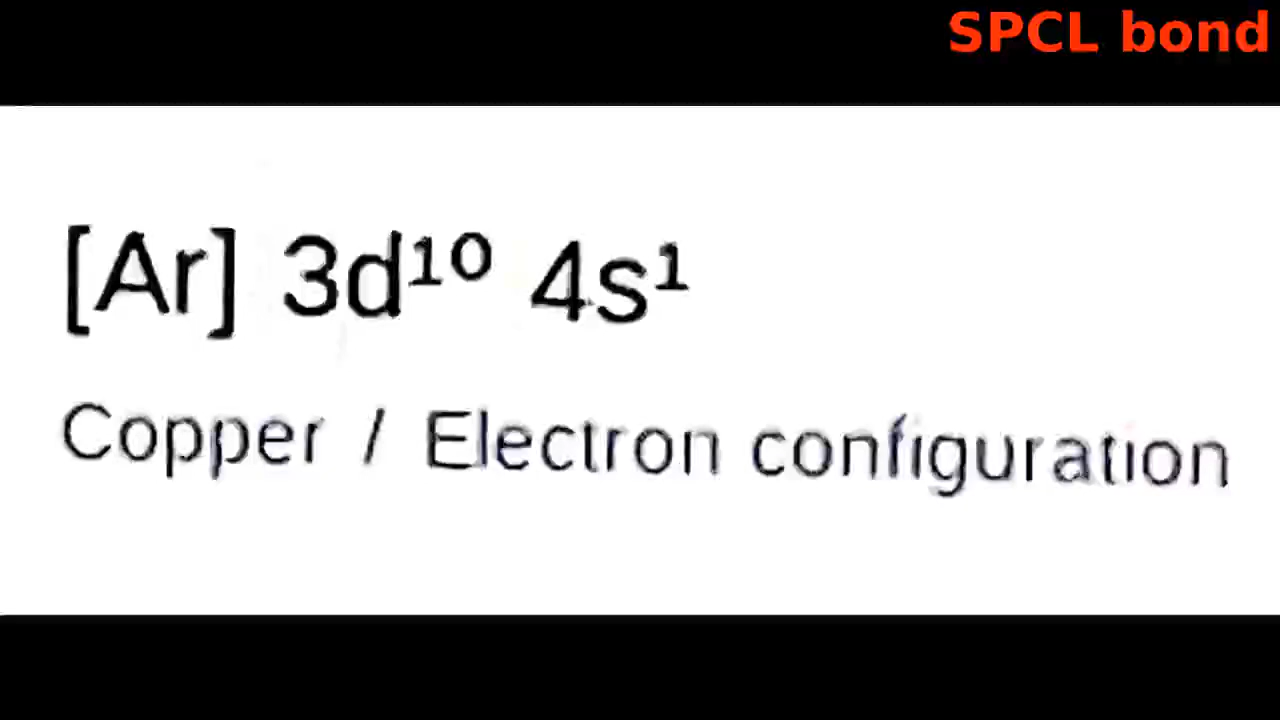 SPCL bond
[Ar] 3d¹⁰ 4s¹
Copper / Electron configuration